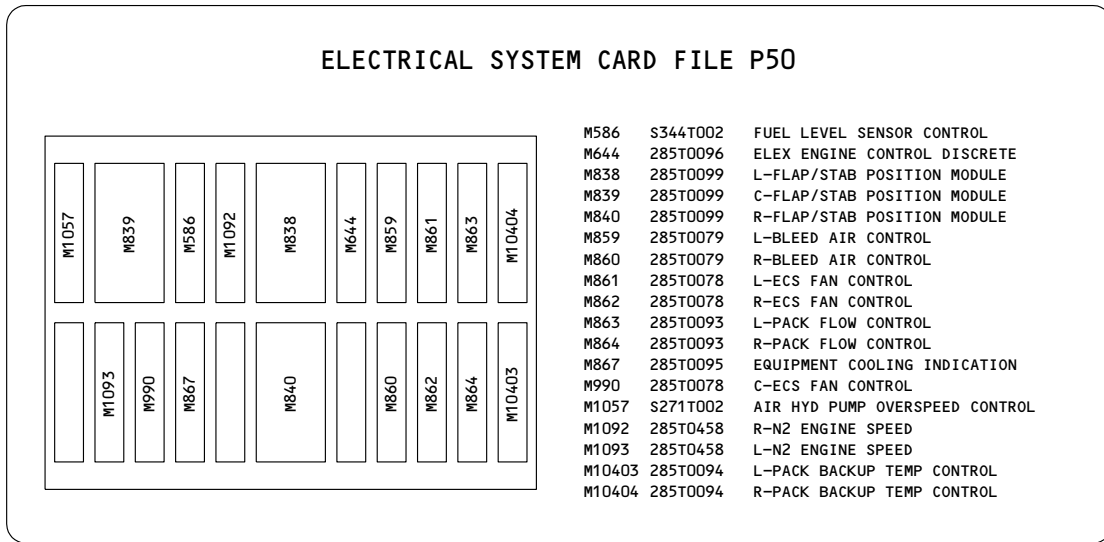 ELECTRICAL SYSTEM CARD FILE P50
M1057 M839 M586 M1092 M838 M644 M859 M861 M863 M10404
M1093 M990 M867 M840 M860 M862 M864 M10403
M586 S344T002 FUEL LEVEL SENSOR CONTROL
M644 285T0096 ELEX ENGINE CONTROL DISCRETE
M838 285T0099 L-FLAP/STAB POSITION MODULE
M839 285T0099 C-FLAP/STAB POSITION MODULE
M840 285T0099 R-FLAP/STAB POSITION MODULE
M859 285T0079 L-BLEED AIR CONTROL
M860 285T0079 R-BLEED AIR CONTROL
M861 285T0078 L-ECS FAN CONTROL
M862 285T0078 R-ECS FAN CONTROL
M863 285T0093 L-PACK FLOW CONTROL
M864 285T0093 R-PACK FLOW CONTROL
M867 285T0095 EQUIPMENT COOLING INDICATION
M990 285T0078 C-ECS FAN CONTROL
M1057 S271T002 AIR HYD PUMP OVERSPEED CONTROL
M1092 285T0458 R-N2 ENGINE SPEED
M1093 285T0458 L-N2 ENGINE SPEED
M10403 285T0094 L-PACK BACKUP TEMP CONTROL
M10404 285T0094 R-PACK BACKUP TEMP CONTROL